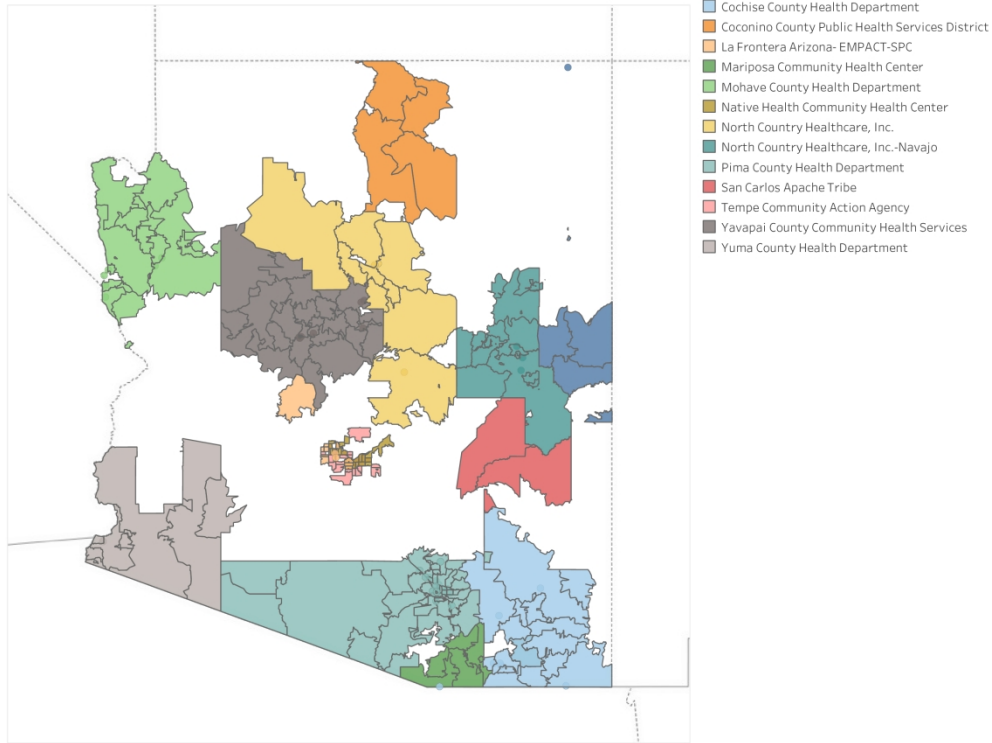 Cochise County Health Department
Coconino County Public Health Services District
La Frontera Arizona- EMPACT-SPC
Mariposa Community Health Center
Mohave County Health Department
Native Health Community Health Center
North Country Healthcare, Inc.
North Country Healthcare, Inc.-Navajo
Pima County Health Department
San Carlos Apache Tribe
Tempe Community Action Agency
Yavapai County Community Health Services
Yuma County Health Department